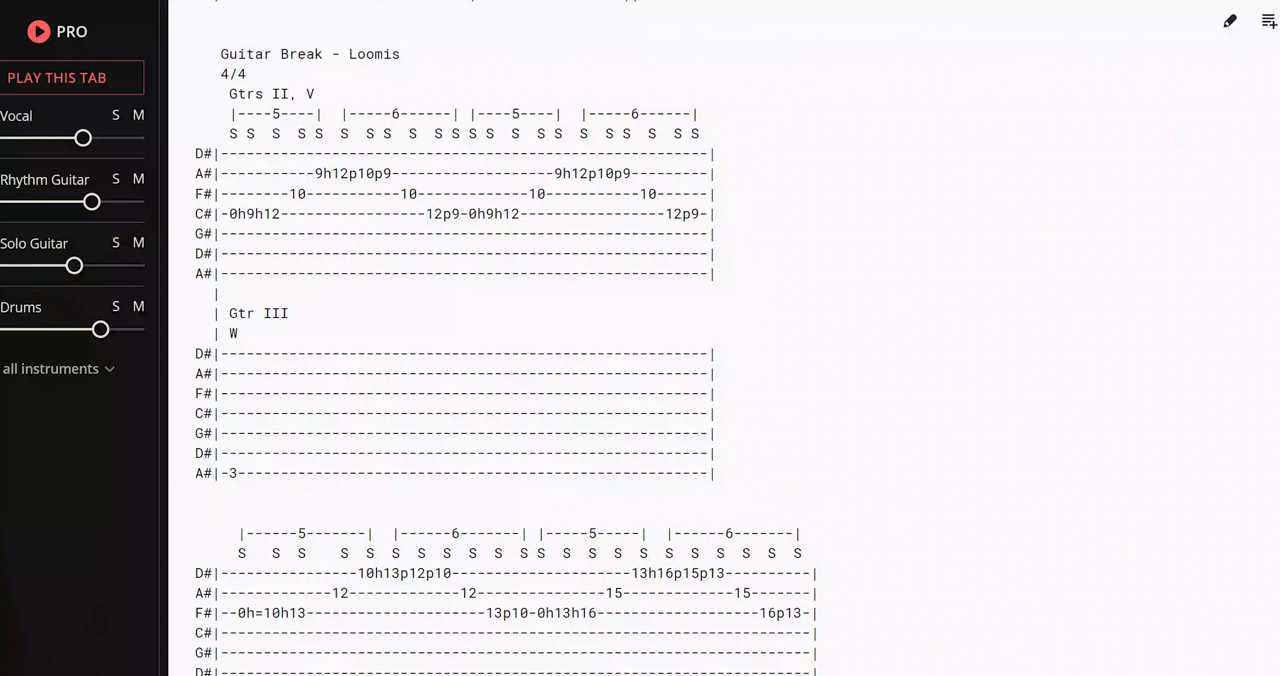 PRO
PLAY THIS TAB
Vocal S M
Rhythm Guitar S M
Solo Guitar S M
Drums S M
all instruments
Guitar Break - Loomis
4/4
Gtrs II, V
|----5----|  |-----6------| |----5----|  |-----6------|
S S  S  S S  S  S S  S  S S S S  S  S S  S  S S  S  S S
D#|---------------------------------------------------------|
A#|-----------9h12p10p9-------------------9h12p10p9---------|
F#|--------10-----------10-------------10-----------10------|
C#|-0h9h12-----------------12p9-0h9h12-----------------12p9-|
G#|---------------------------------------------------------|
D#|---------------------------------------------------------|
A#|---------------------------------------------------------|
|
| Gtr III
| W
D#|---------------------------------------------------------|
A#|---------------------------------------------------------|
F#|---------------------------------------------------------|
C#|---------------------------------------------------------|
G#|---------------------------------------------------------|
D#|---------------------------------------------------------|
A#|-3-------------------------------------------------------|
|------5-------|  |-------6-------| |-----5-----|  |------6-------|
S   S  S    S  S  S  S  S  S  S  S S  S  S  S  S  S  S  S  S  S  S
D#|----------------10h13p12p10---------------------13h16p15p13----------|
A#|-------------12-------------12---------------15-------------15-------|
F#|--0h=10h13---------------------13p10-0h13h16-------------------16p13-|
C#|---------------------------------------------------------------------|
G#|---------------------------------------------------------------------|
D#|---------------------------------------------------------------------|